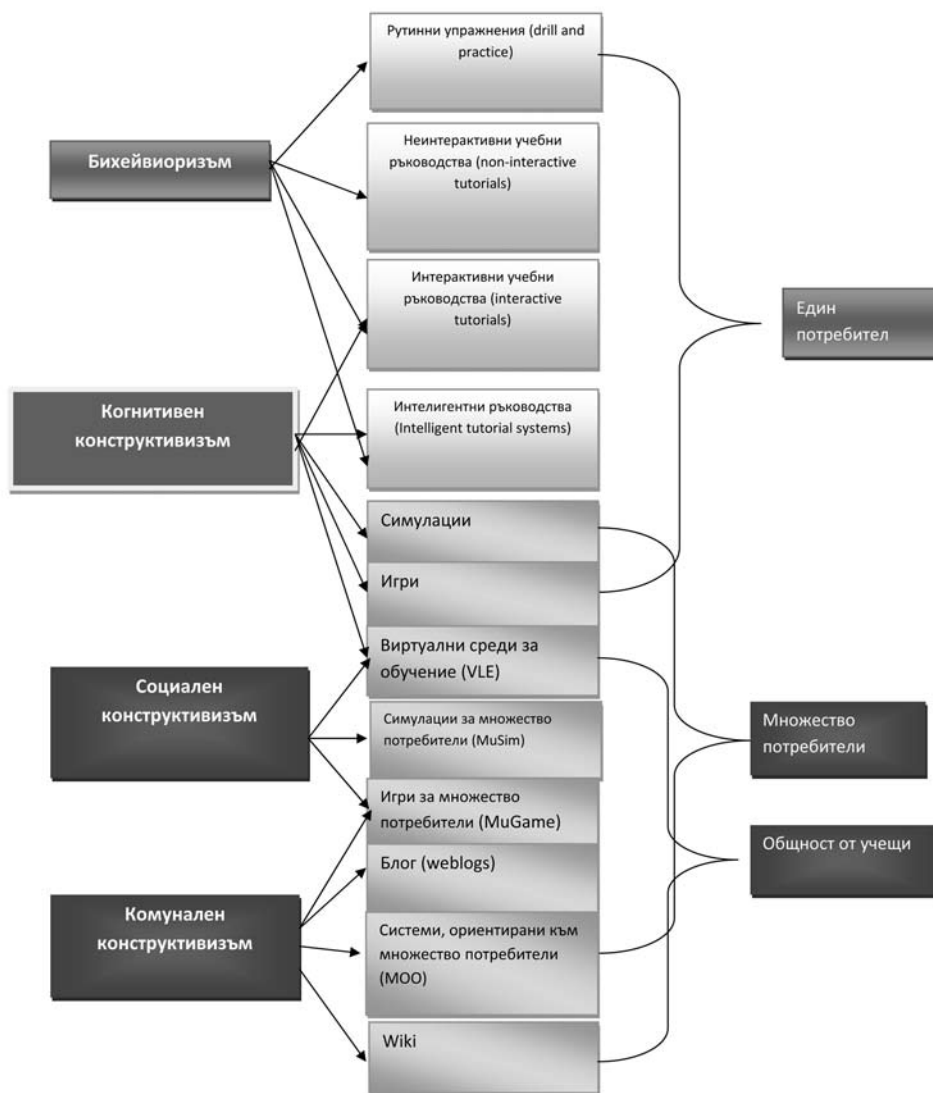 Бихейвиоризъм
Когнитивен
конструктивизъм
Социален
конструктивизъм
Комунален
конструктивизъм
Рутинни упражнения (drill and
practice)
Неинтерактивни учебни
ръководства (non-interactive
tutorials)
Интерактивни учебни
ръководства (interactive
tutorials)
Интелигентни ръководства
(Intelligent tutorial systems)
Симулации
Игри
Виртуални среди за
обучение (VLE)
Симулации за множество
потребители (MuSim)
Игри за множество
потребители (MuGame)
Блог (weblogs)
Системи, ориентирани към
множество потребители
(MOO)
Wiki
Един
потребител
Множество
потребители
Общност от учещи